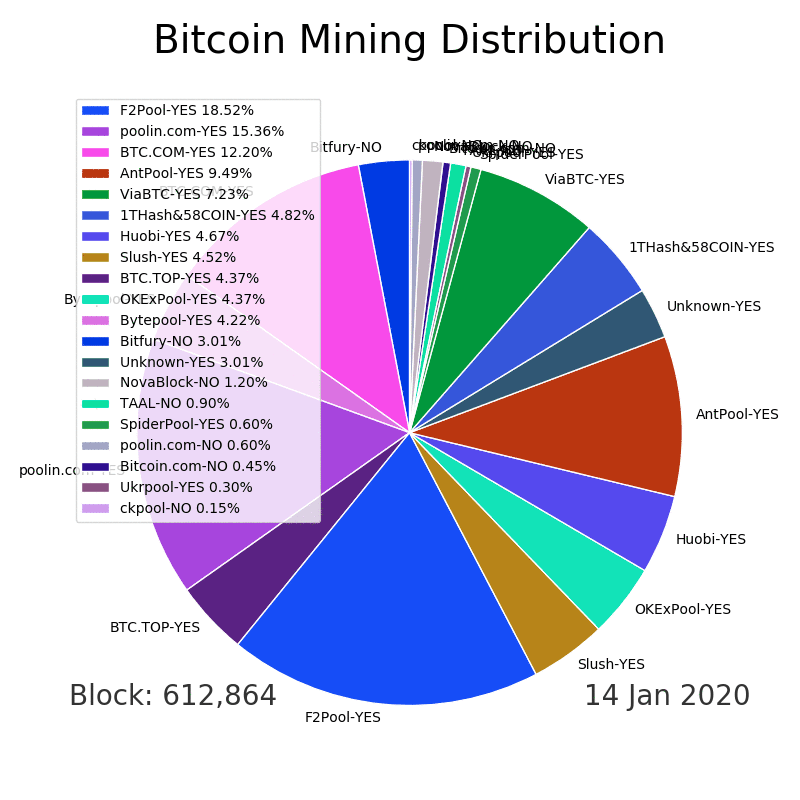 Bitcoin Mining Distribution
F2Pool-YES 18.52%
poolin.com-YES 15.36%
BTC.COM-YES 12.20%
AntPool-YES 9.49%
ViaBTC-YES 7.23%
1THash&58COIN-YES 4.82%
Huobi-YES 4.67%
Slush-YES 4.52%
BTC.TOP-YES 4.37%
OKExPool-YES 4.37%
Bytepool-YES 4.22%
Bitfury-NO 3.01%
Unknown-YES 3.01%
NovaBlock-NO 1.20%
TAAL-NO 0.90%
SpiderPool-YES 0.60%
poolin.com-NO 0.60%
Bitcoin.com-NO 0.45%
Ukrpool-YES 0.30%
ckpool-NO 0.15%
Bitfury-NO
SpiderPool-YES
ViaBTC-YES
1THash&58COIN-YES
Unknown-YES
AntPool-YES
Huobi-YES
OKExPool-YES
Slush-YES
F2Pool-YES
BTC.TOP-YES
poolin.com-YES
BTC.COM-YES
Block: 612,864
14 Jan 2020